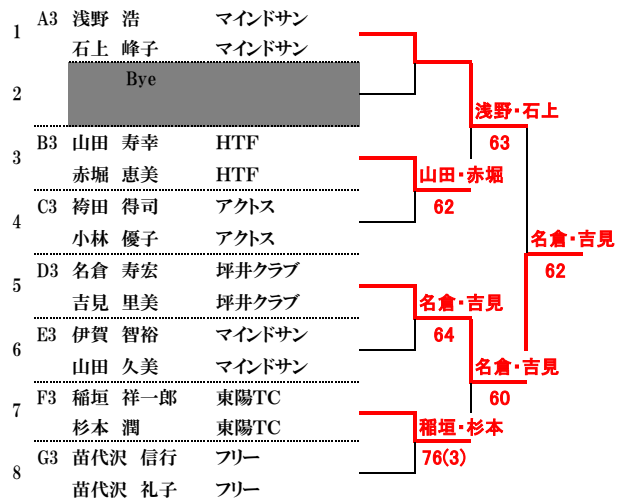 1 A3 浅野 浩 マインドサン
石上 峰子 マインドサン
2 Bye
浅野・石上
63
3 B3 山田 寿幸 HTF
赤堀 恵美 HTF
山田・赤堀
62
4 C3 袴田 得司 アクトス
小林 優子 アクトス
名倉・吉見
62
5 D3 名倉 寿宏 坪井クラブ
吉見 里美 坪井クラブ
名倉・吉見
64
6 E3 伊賀 智裕 マインドサン
山田 久美 マインドサン
名倉・吉見
60
7 F3 稲垣 祥一郎 東陽TC
杉本 潤 東陽TC
稲垣・杉本
76(3)
8 G3 苗代沢 信行 フリー
苗代沢 礼子 フリー